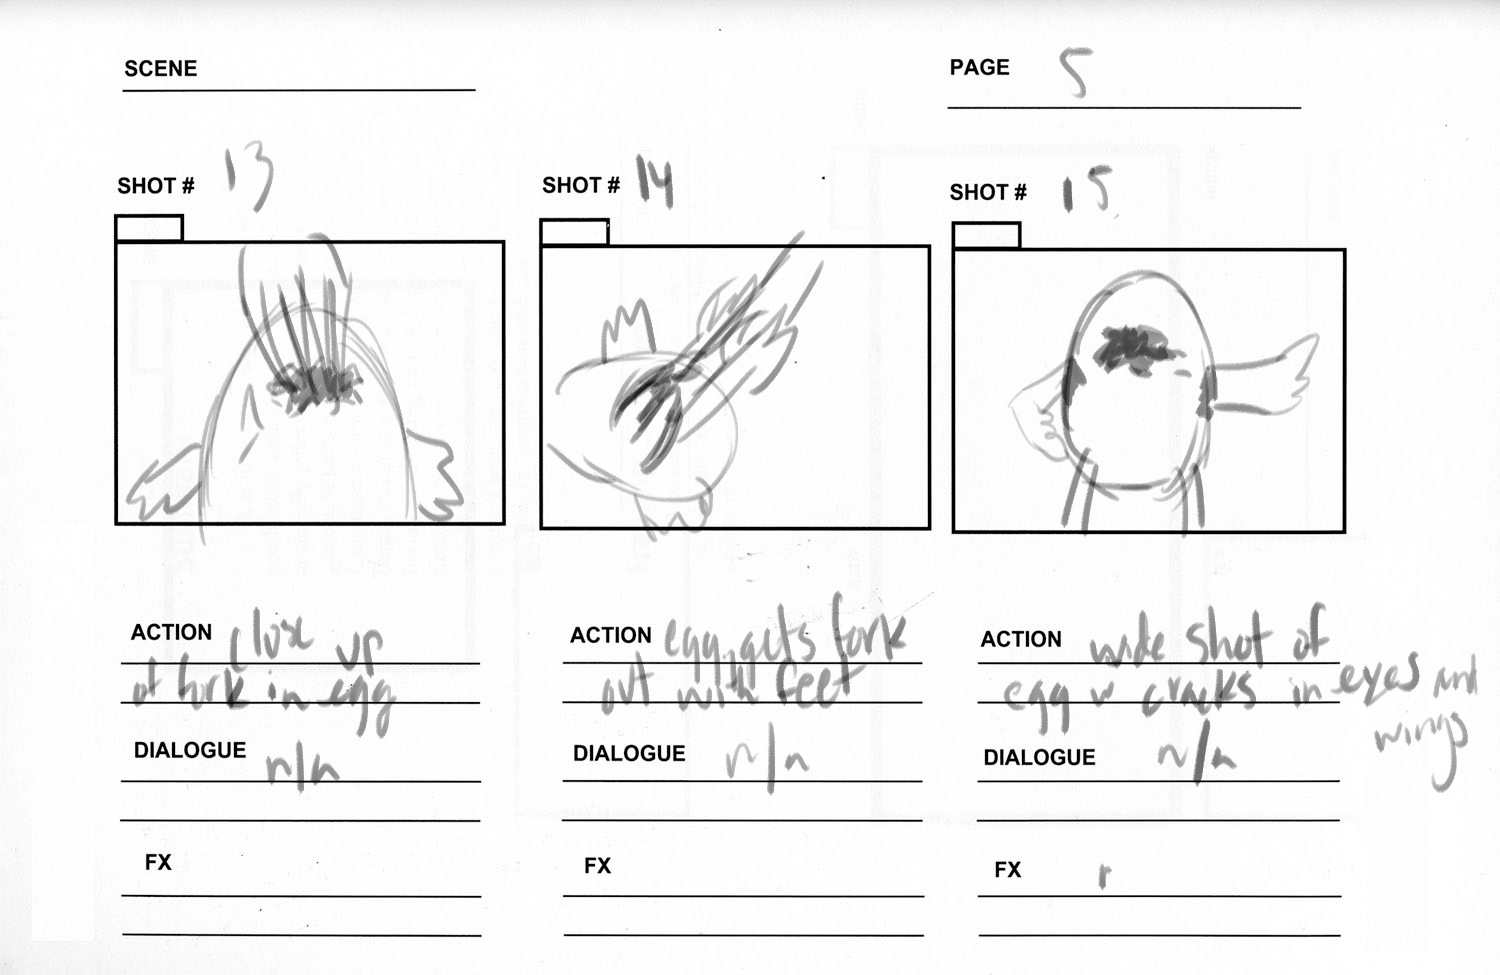 SCENE
PAGE 5
SHOT # 13
SHOT # 14
SHOT # 15
ACTION close up
of fork in egg
DIALOGUE n/a
FX
ACTION egg gets fork
out with feet
DIALOGUE n/a
FX
ACTION wide shot of
egg w cracks in eyes and
wings
DIALOGUE n/a
FX